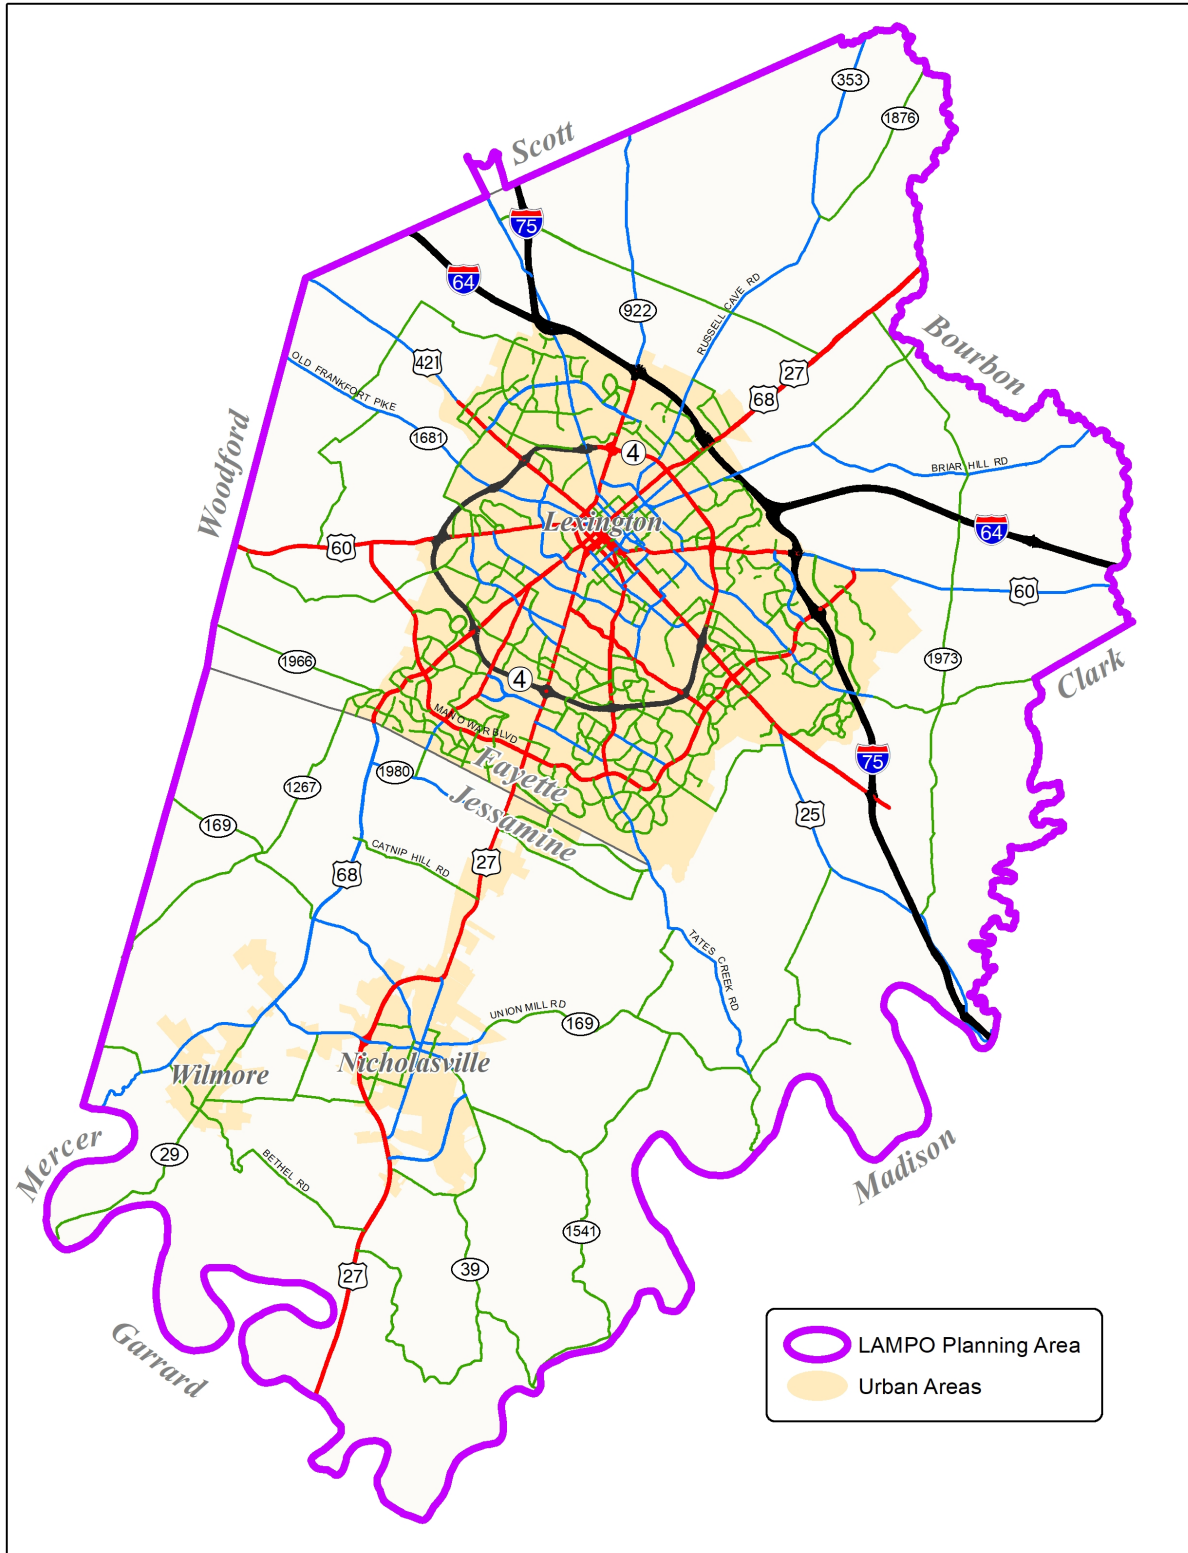 353
1876
Scott
75
64
922
RUSSELL CAVE RD
Bourbon
421
27
68
OLD FRANKFORT PIKE
1681
4
BRIAR HILL RD
Woodford
Lexington
64
60
60
1966
1973
Clark
4
MAN O WAR BLVD
Fayette
75
1980
1267
Jessamine
25
169
CATNIP HILL RD
27
68
TATES CREEK RD
UNION MILL RD
169
Nicholasville
Wilmore
Mercer
29
BETHEL RD
Madison
1541
39
27
Garrard
LAMPO Planning Area
Urban Areas